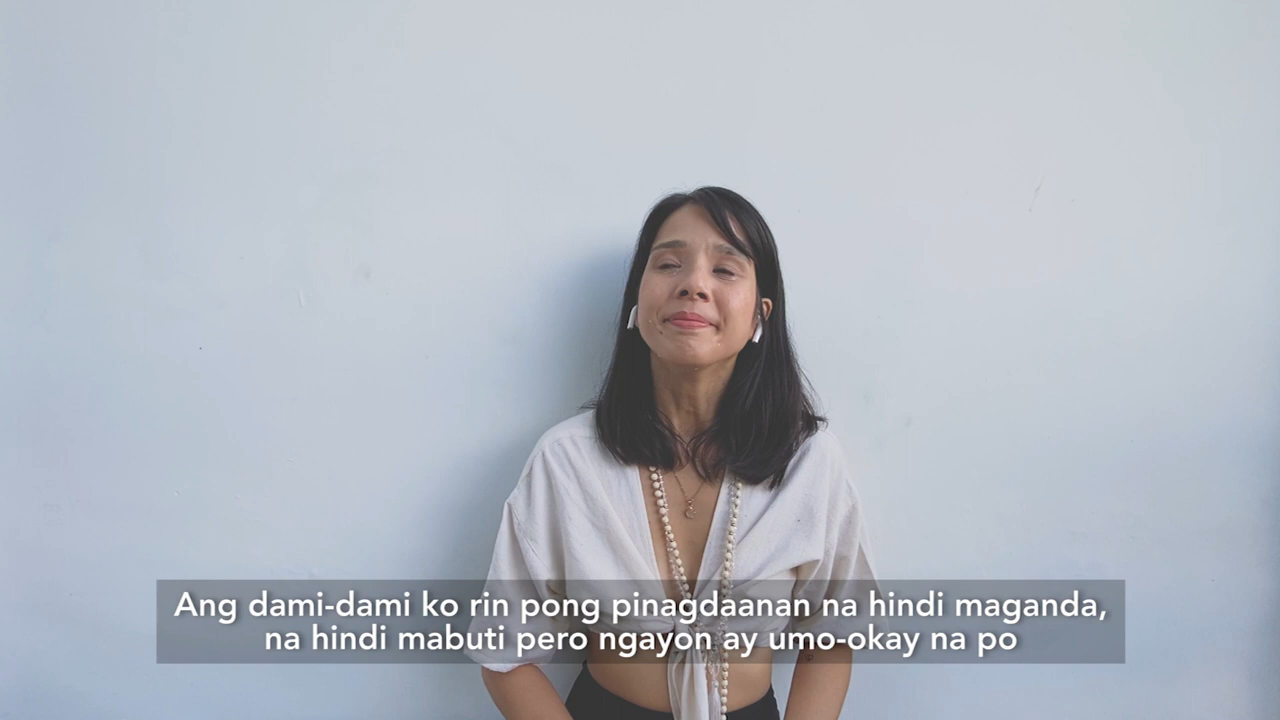 Ang dami-dami ko rin pong pinagdaanan na hindi maganda,
na hindi mabuti pero ngayon ay umo-okay na po